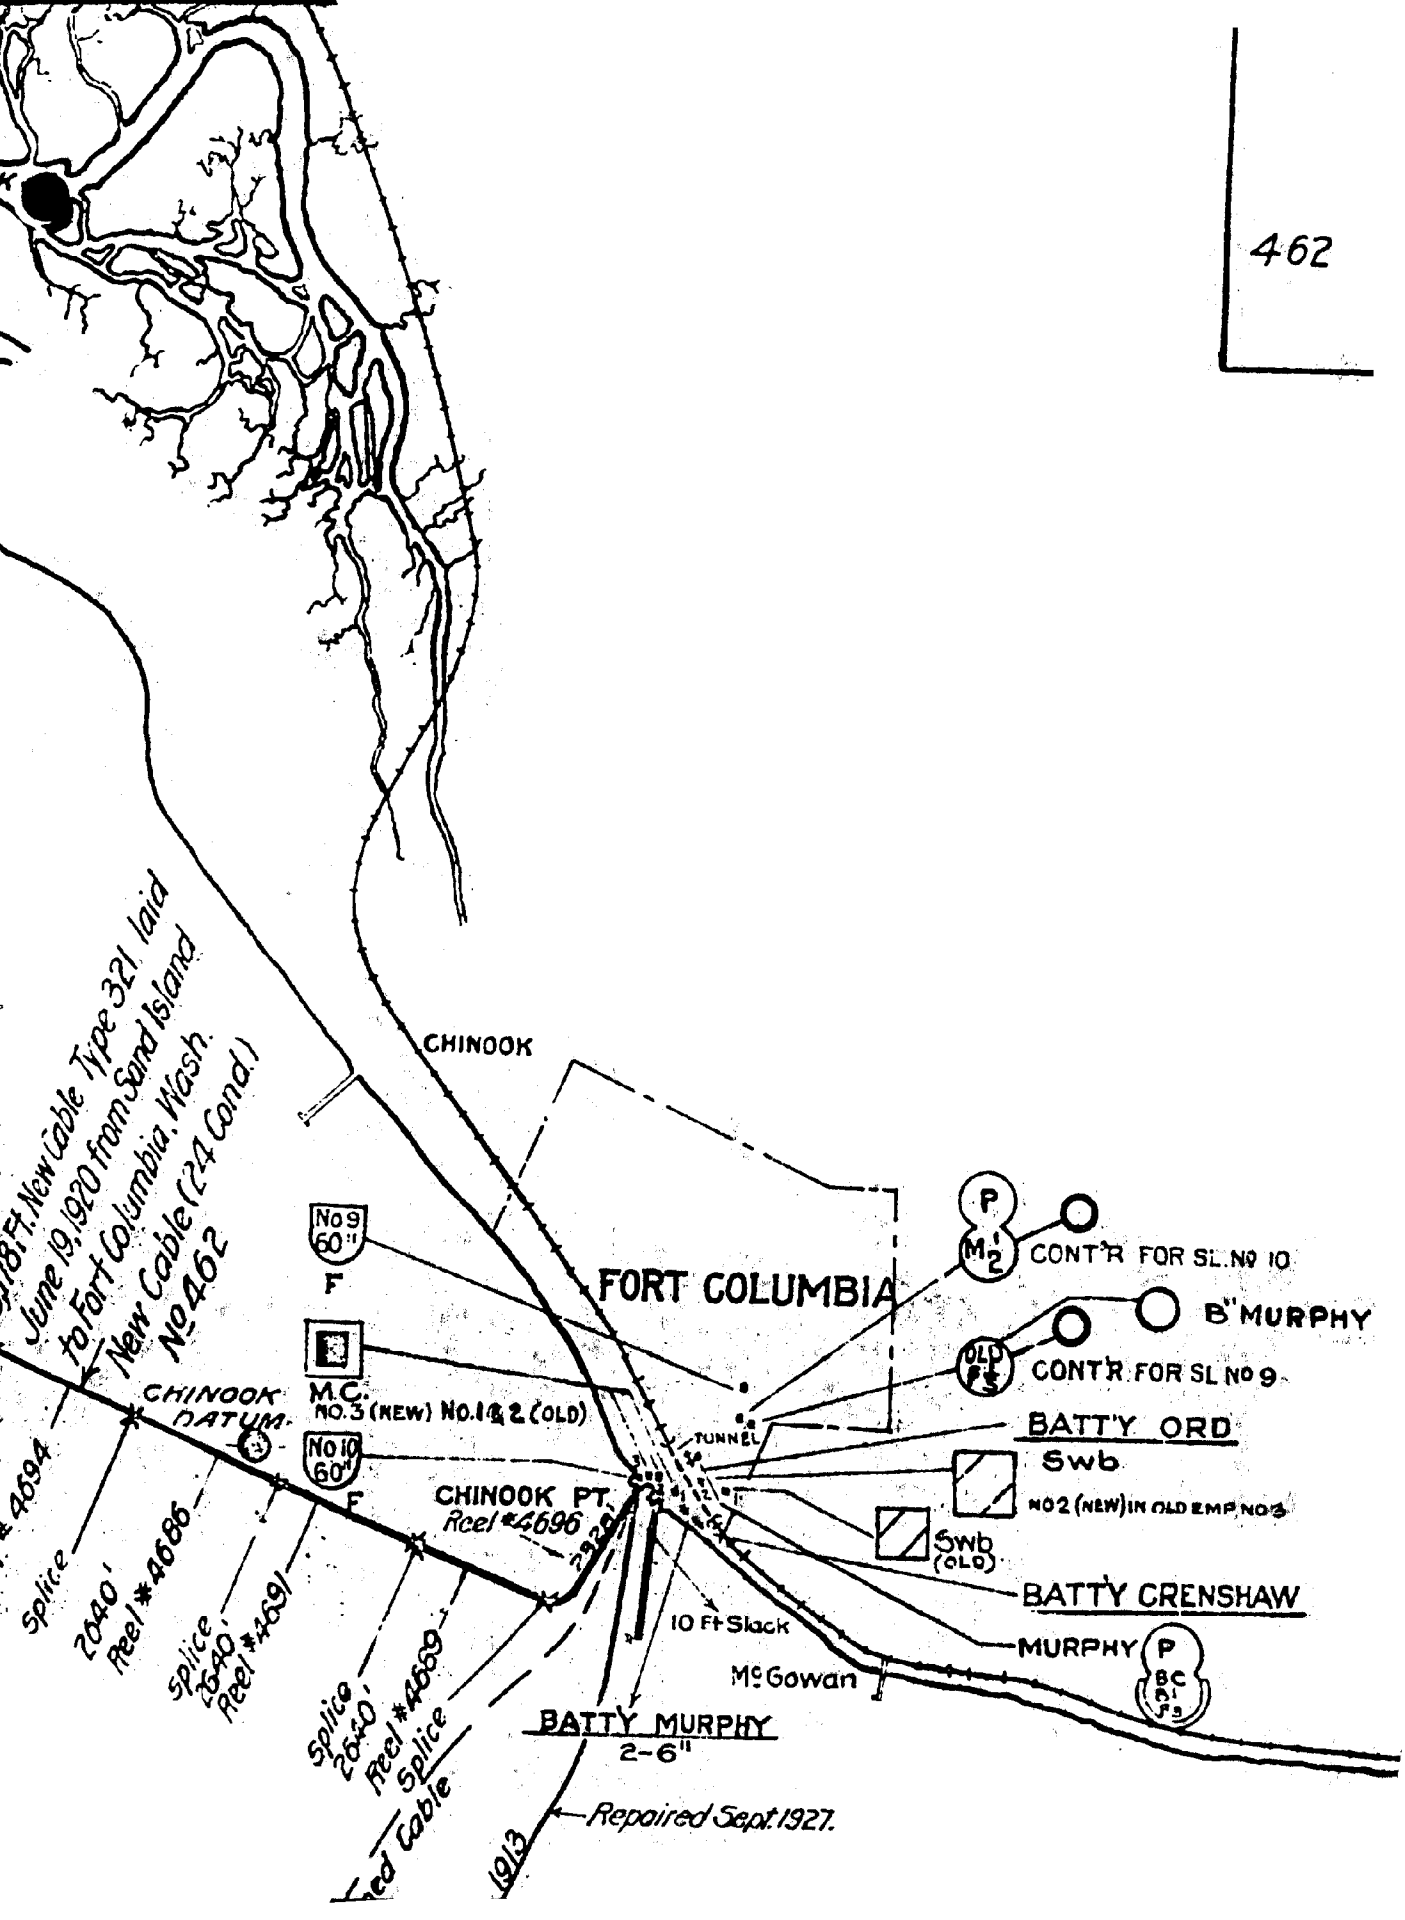 462
CHINOOK
New Cable Type 321 laid
June 19, 1920 from Sand Island
to Fort Columbia, Wash.
New Cable (24 Cond.)
No 462
No 9
60"
F
FORT COLUMBIA
P
M 1/2
CONT'R FOR SL. No 10
B" MURPHY
OLD
CONT'R FOR SL No 9
M.C.
NO. 3 (NEW) NO. 1 & 2 (OLD)
CHINOOK
DATUM
No 10
60"
F
TUNNEL
BATT'Y ORD
Swb
NO 2 (NEW) IN OLD EMP. NO 3
Swb
(OLD)
CHINOOK PT.
Reel #4696
BATT'Y CRENSHAW
10 Ft Slack
MURPHY
P
BC
McGowan
BATTY MURPHY
2-6"
4694
Splice
2640'
Reel #4686
Splice
2640'
Reel #4691
Splice
2640'
Reel #4669
Splice
Cable
1913
Repaired Sept. 1927.